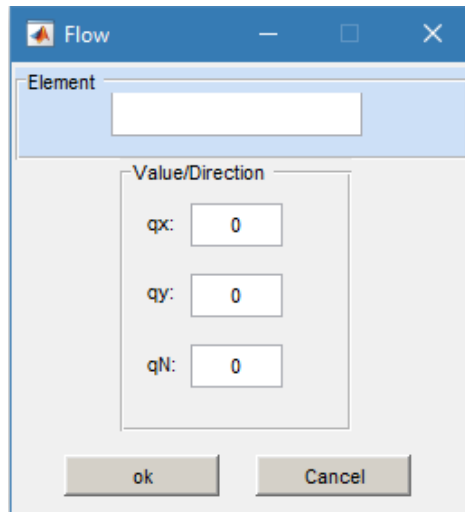 Flow
Element
Value/Direction
qx: 0
qy: 0
qN: 0
ok Cancel